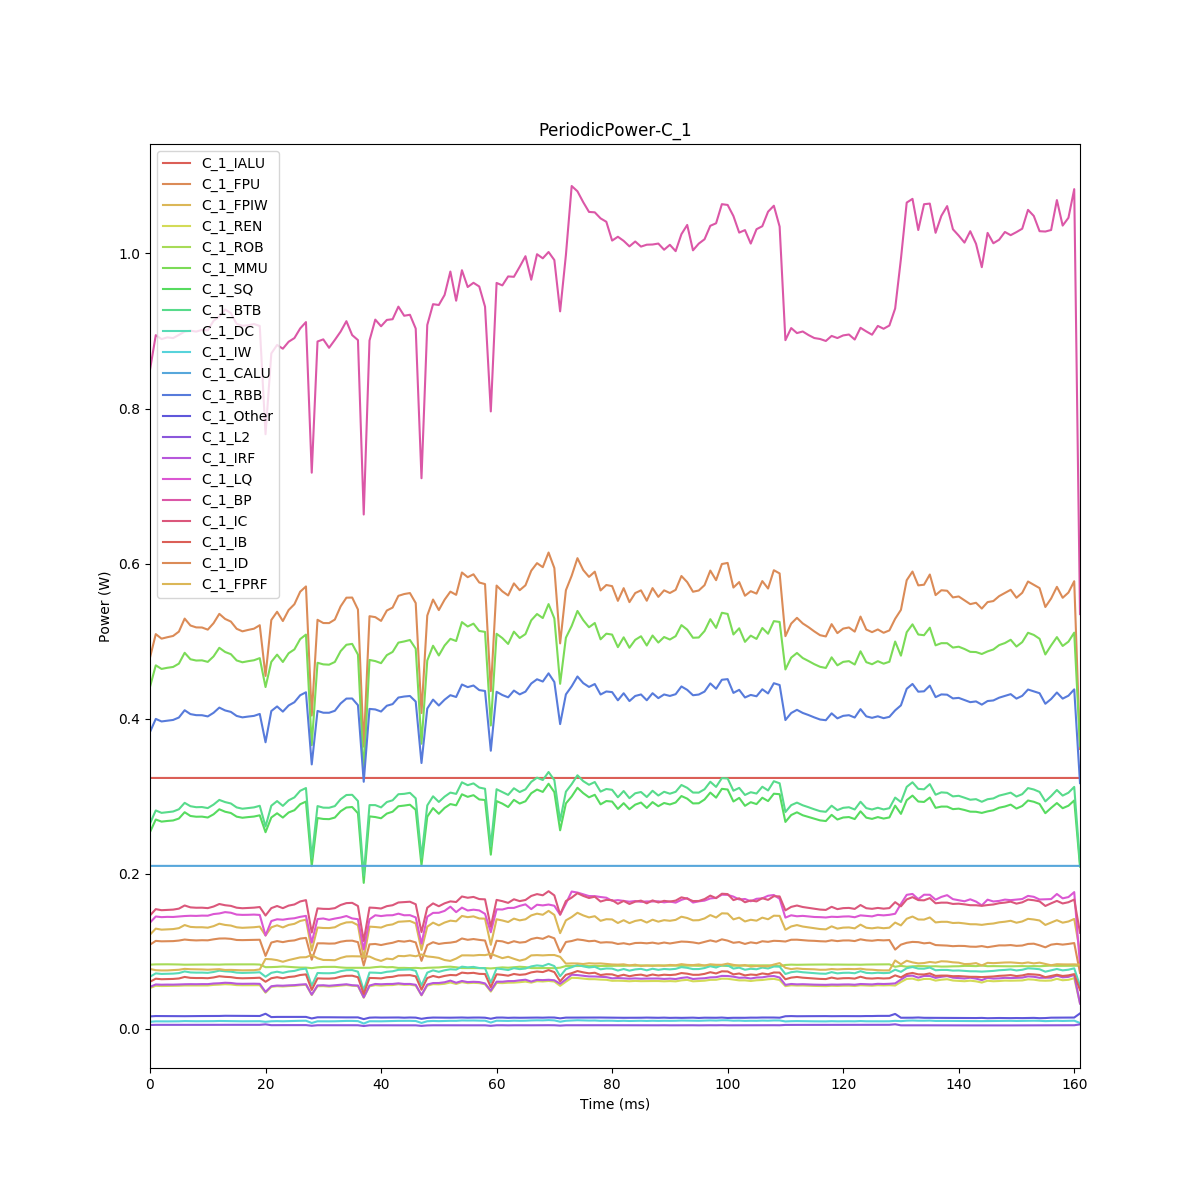 PeriodicPower-C_1
C_1_IALU
C_1_FPU
C_1_FPIW
C_1_REN
C_1_ROB
C_1_MMU
C_1_SQ
C_1_BTB
C_1_DC
C_1_IW
C_1_CALU
C_1_RBB
C_1_Other
C_1_L2
C_1_IRF
C_1_LQ
C_1_BP
C_1_IC
C_1_IB
C_1_ID
C_1_FPRF
Power (W)
1.0
0.8
0.6
0.4
0.2
0.0
0 20 40 60 80 100 120 140 160
Time (ms)